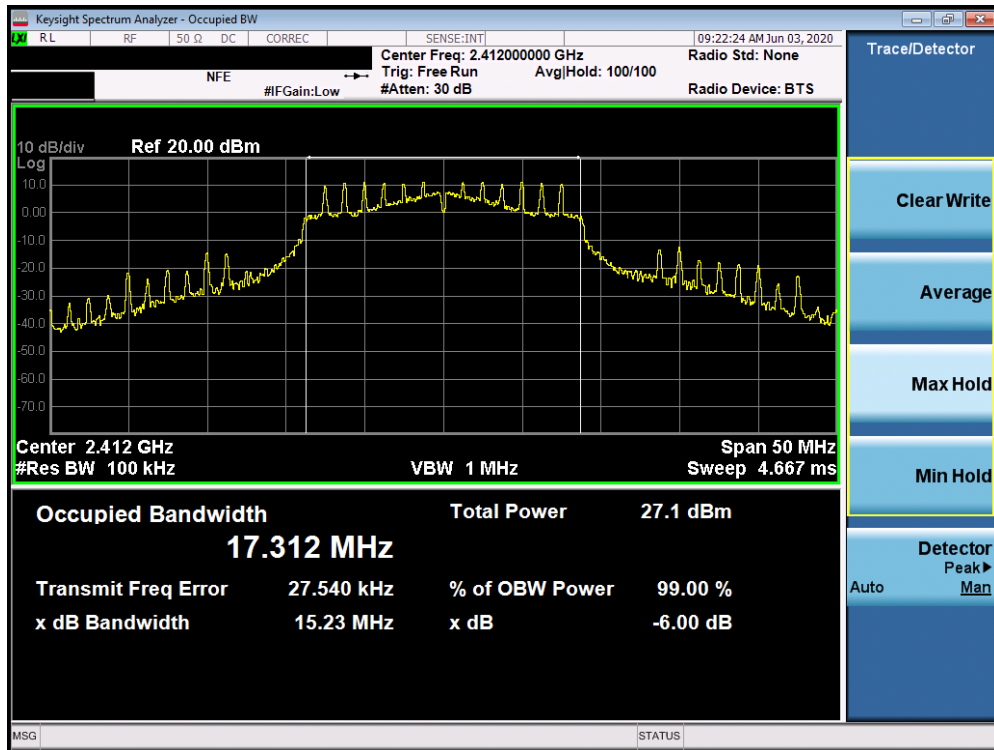 Keysight Spectrum Analyzer - Occupied BW
LXI RL RF 50 Ω DC CORREC SENSE:INT 09:22:24 AM Jun 03, 2020
Center Freq: 2.412000000 GHz Radio Std: None
NFE Trig: Free Run Avg|Hold: 100/100
#IFGain:Low #Atten: 30 dB Radio Device: BTS
Trace/Detector
10 dB/div Ref 20.00 dBm
Log
10.0
0.00
-10.0
-20.0
-30.0
-40.0
-50.0
-60.0
-70.0
Center 2.412 GHz Span 50 MHz
#Res BW 100 kHz VBW 1 MHz Sweep 4.667 ms
Occupied Bandwidth Total Power 27.1 dBm
17.312 MHz
Transmit Freq Error 27.540 kHz % of OBW Power 99.00 %
x dB Bandwidth 15.23 MHz x dB -6.00 dB
Clear Write
Average
Max Hold
Min Hold
Detector
Peak▶
Auto Man
MSG STATUS